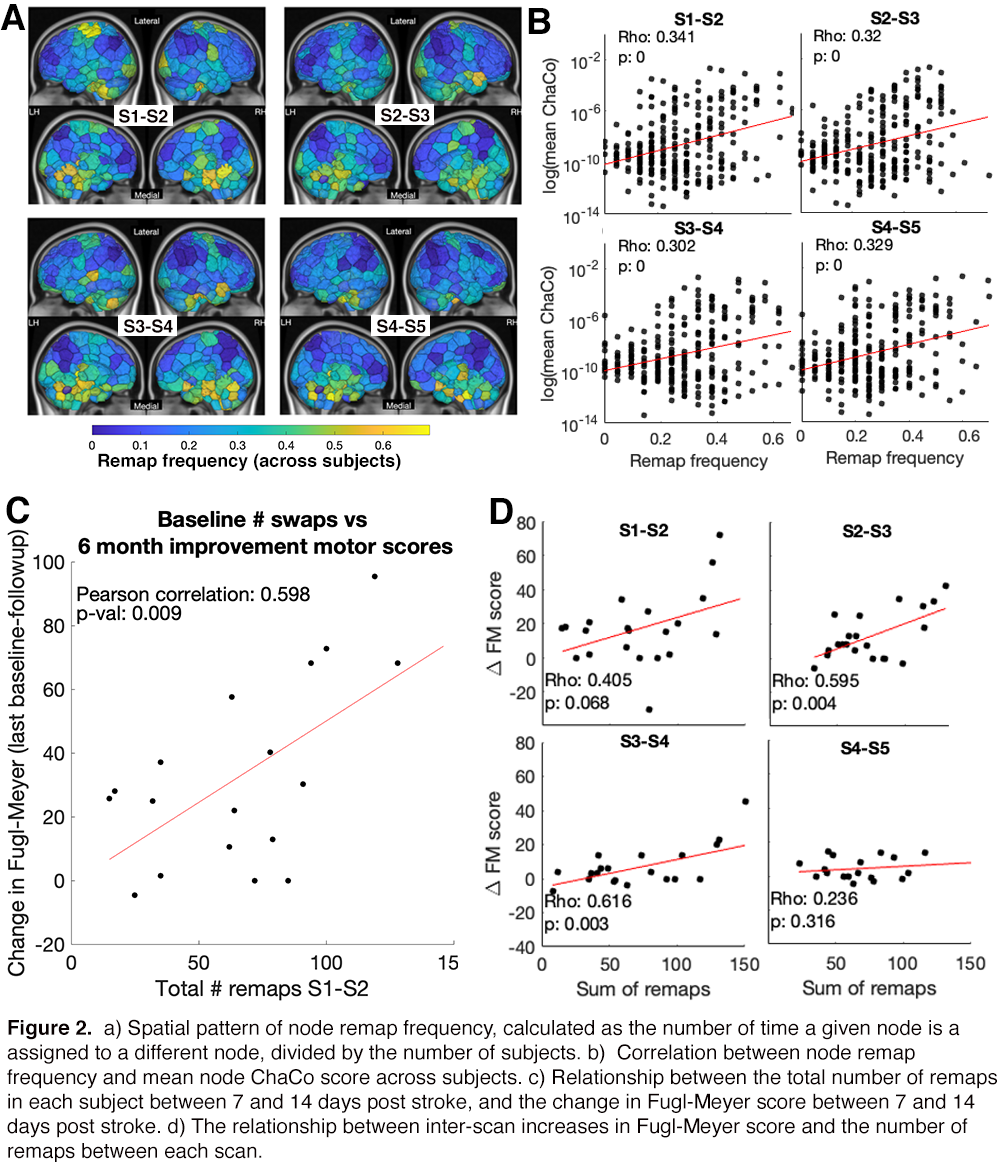 A
Lateral
Lateral
LH
RH
S1-S2
S2-S3
Medial
Medial
Lateral
Lateral
LH
RH
S3-S4
S4-S5
Medial
Medial
0 0.1 0.2 0.3 0.4 0.5 0.6
Remap frequency (across subjects)
B
S1-S2
Rho: 0.341
p: 0
S2-S3
Rho: 0.32
p: 0
log(mean ChaCo)
10-2
10-6
10-10
10-14
S3-S4
Rho: 0.302
p: 0
S4-S5
Rho: 0.329
p: 0
log(mean ChaCo)
10-2
10-6
10-10
10-14
0 0.2 0.4 0.6
0 0.2 0.4 0.6
Remap frequency
Remap frequency
C
Baseline # swaps vs
6 month improvement motor scores
Pearson correlation: 0.598
p-val: 0.009
Change in Fugl-Meyer (last baseline-followup)
100
80
60
40
20
0
-20
0 50 100 15
Total # remaps S1-S2
D
S1-S2
Rho: 0.405
p: 0.068
S2-S3
Rho: 0.595
p: 0.004
△ FM score
80
60
40
20
0
-20
S3-S4
Rho: 0.616
p: 0.003
S4-S5
Rho: 0.236
p: 0.316
△ FM score
80
60
40
20
0
-20
-40
0 50 100 150
50 100 150
Sum of remaps
Sum of remaps
Figure 2. a) Spatial pattern of node remap frequency, calculated as the number of time a given node is a
assigned to a different node, divided by the number of subjects. b) Correlation between node remap
frequency and mean node ChaCo score across subjects. c) Relationship between the total number of remaps
in each subject between 7 and 14 days post stroke, and the change in Fugl-Meyer score between 7 and 14
days post stroke. d) The relationship between inter-scan increases in Fugl-Meyer score and the number of
remaps between each scan.